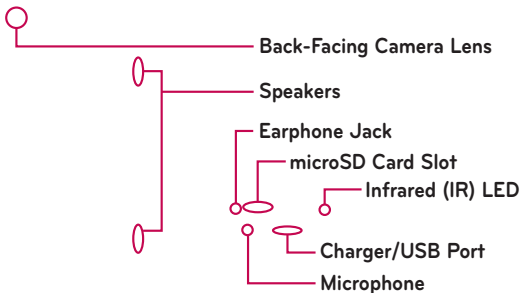 Back-Facing Camera Lens
Speakers
Earphone Jack
microSD Card Slot
Infrared (IR) LED
Charger/USB Port
Microphone